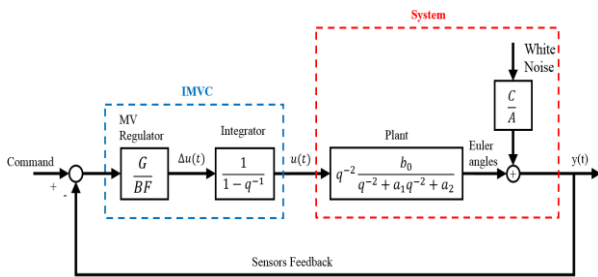 System
White
Noise
IMVC
C/A
MV
Regulator
Integrator
Plant
Euler
angles
Command
G/BF
Δu(t)
1/(1 − q⁻¹)
u(t)
q⁻² b₀/(q⁻² + a₁q⁻² + a₂)
+
y(t)
+
-
Sensors Feedback